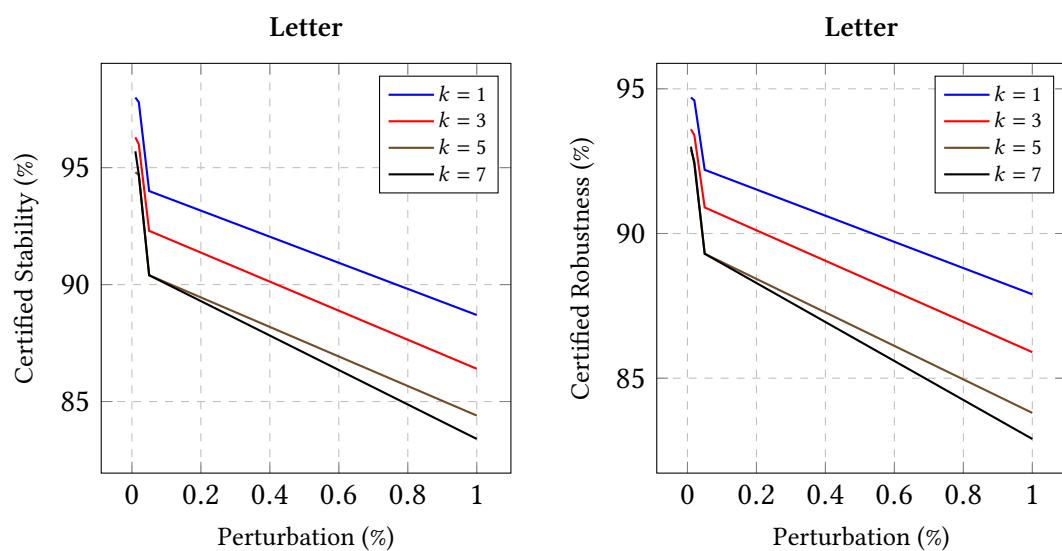 Letter
Certified Stability (%)
95
90
85
k = 1
k = 3
k = 5
k = 7
0 0.2 0.4 0.6 0.8 1
Perturbation (%)
Letter
Certified Robustness (%)
95
90
85
k = 1
k = 3
k = 5
k = 7
0 0.2 0.4 0.6 0.8 1
Perturbation (%)